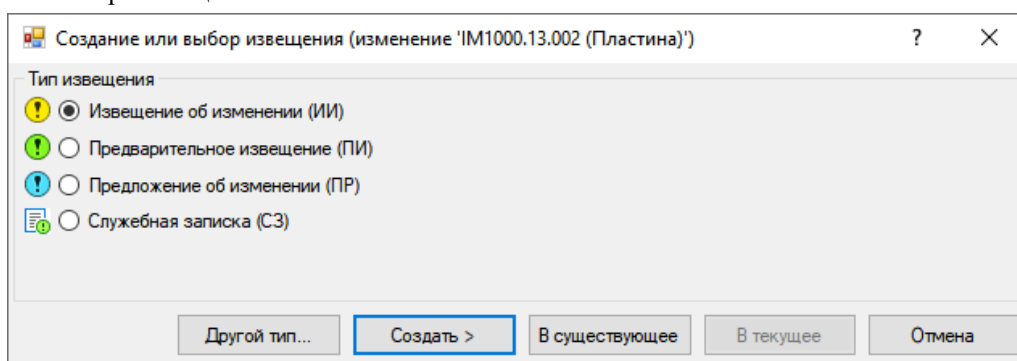 Создание или выбор извещения (изменение 'IM1000.13.002 (Пластина)')
?
Тип извещения
Извещение об изменении (ИИ)
Предварительное извещение (ПИ)
Предложение об изменении (ПР)
Служебная записка (СЗ)
Другой тип... Создать > В существующее В текущее Отмена